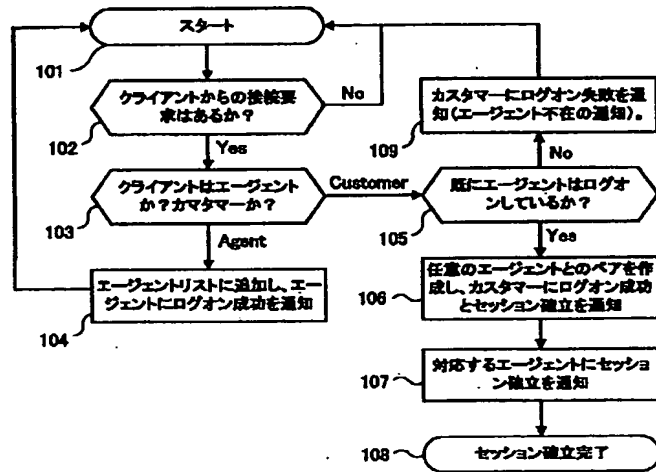 スタート
101
クライアントからの接続要
求はあるか？
No
102
Yes
クライアントはエージェント
か？カマタマーか？
Customer
103
Agent
エージェントリストに追加し、エー
ジェントにログオン成功を通知
104
カスタマーにログオン失敗を通
知（エージェント不在の通知）。
109
No
既にエージェントはログオ
ンしているか？
105
Yes
任意のエージェントとのペアを作
成し、カスタマーにログオン成功
とセッション確立を通知
106
対応するエージェントにセッショ
ン確立を通知
107
セッション確立完了
108